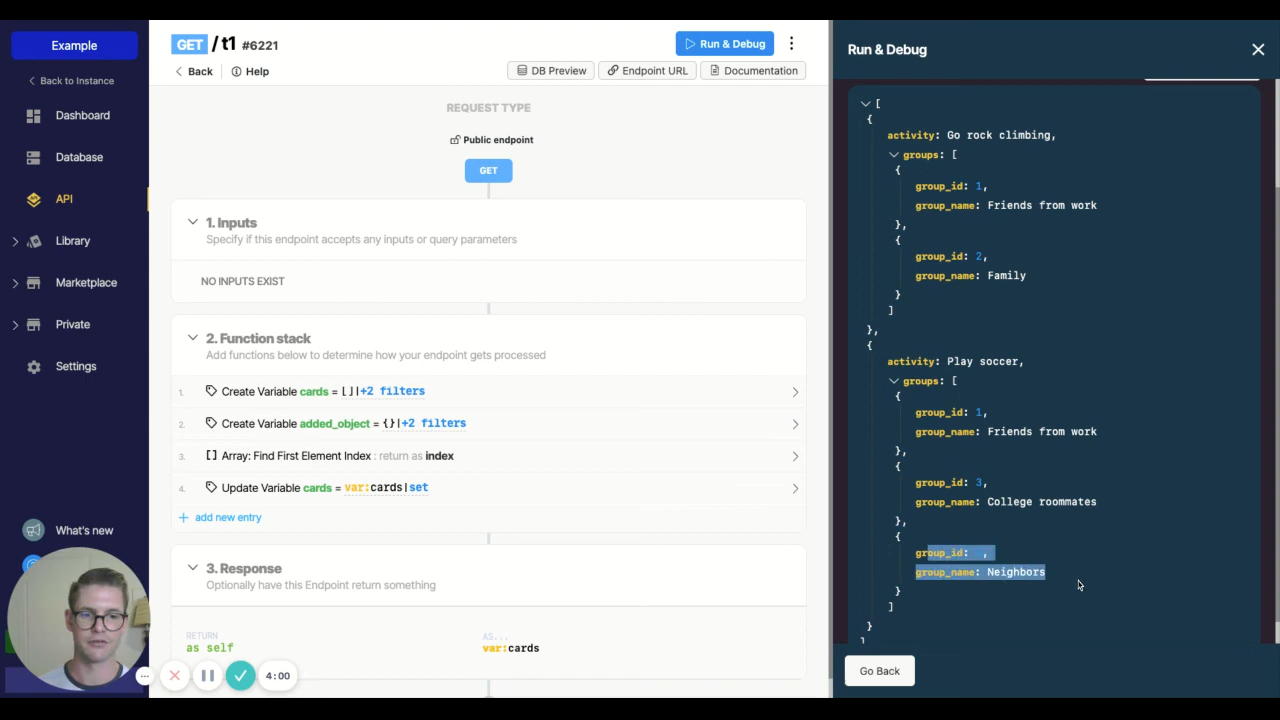 Example
Back to Instance
Dashboard
Database
API
Library
Marketplace
Private
Settings
What's new
GET / t1 #6221
Run & Debug
Back
Help
DB Preview
Endpoint URL
Documentation
REQUEST TYPE
Public endpoint
GET
1. Inputs
Specify if this endpoint accepts any inputs or query parameters
NO INPUTS EXIST
2. Function stack
Add functions below to determine how your endpoint gets processed
1. Create Variable cards = []|+2 filters
2. Create Variable added_object = {}|+2 filters
3. [] Array: Find First Element Index : return as index
4. Update Variable cards = var:cards|set
+ add new entry
3. Response
Optionally have this Endpoint return something
RETURN
as self
AS...
var:cards
4:00
Run & Debug
[
{
activity: Go rock climbing,
groups: [
{
group_id: 1,
group_name: Friends from work
},
{
group_id: 2,
group_name: Family
}
]
},
{
activity: Play soccer,
groups: [
{
group_id: 1,
group_name: Friends from work
},
{
group_id: 3,
group_name: College roommates
},
{
group_id: ,
group_name: Neighbors
}
]
}
]
Go Back